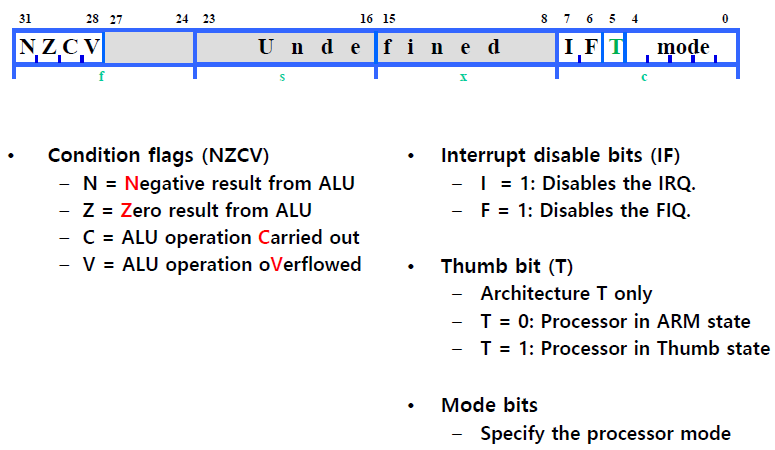 31 28 27 24 23 16 15 8 7 6 5 4 0
N Z C V U n d e f i n e d I F T mode
f s x c
• Condition flags (NZCV)
– N = Negative result from ALU
– Z = Zero result from ALU
– C = ALU operation Carried out
– V = ALU operation oVerflowed
• Interrupt disable bits (IF)
– I = 1: Disables the IRQ.
– F = 1: Disables the FIQ.
• Thumb bit (T)
– Architecture T only
– T = 0: Processor in ARM state
– T = 1: Processor in Thumb state
• Mode bits
– Specify the processor mode